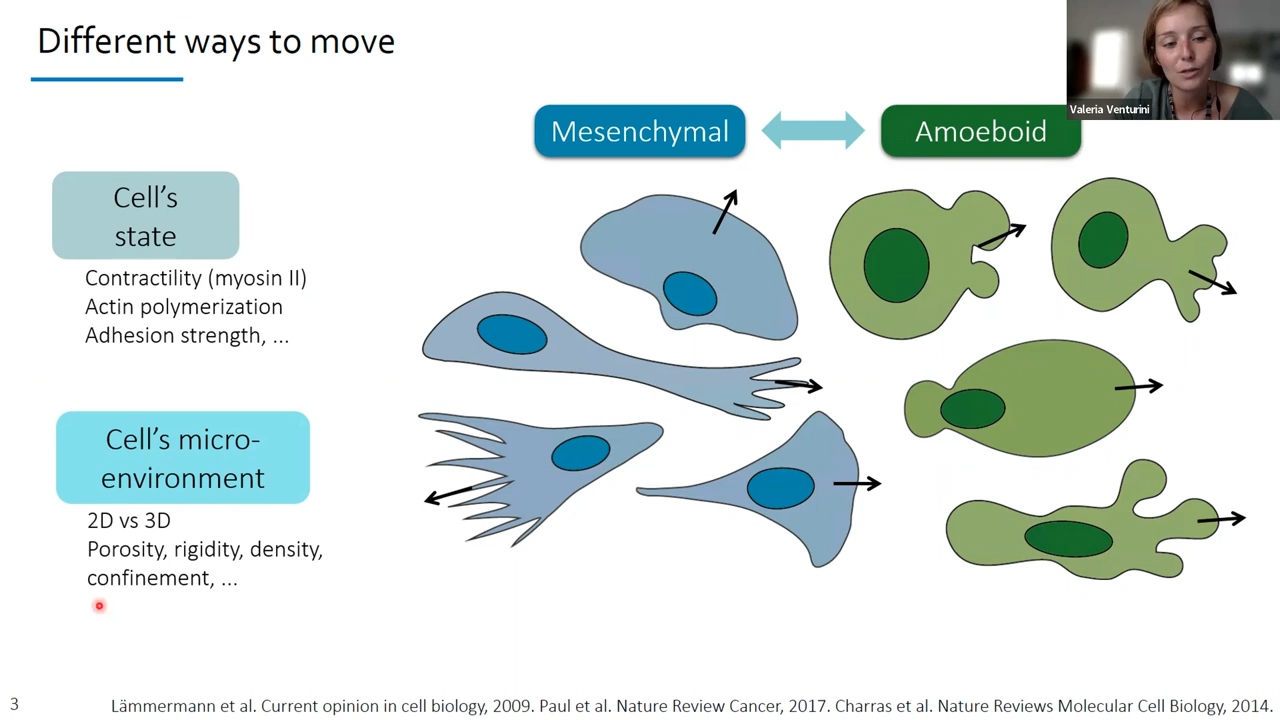 Different ways to move
Valeria Venturini
Mesenchymal
Amoeboid
Cell's
state
Contractility (myosin II)
Actin polymerization
Adhesion strength, ...
Cell's micro-
environment
2D vs 3D
Porosity, rigidity, density,
confinement, ...
3
Lämmermann et al. Current opinion in cell biology, 2009. Paul et al. Nature Review Cancer, 2017. Charras et al. Nature Reviews Molecular Cell Biology, 2014.